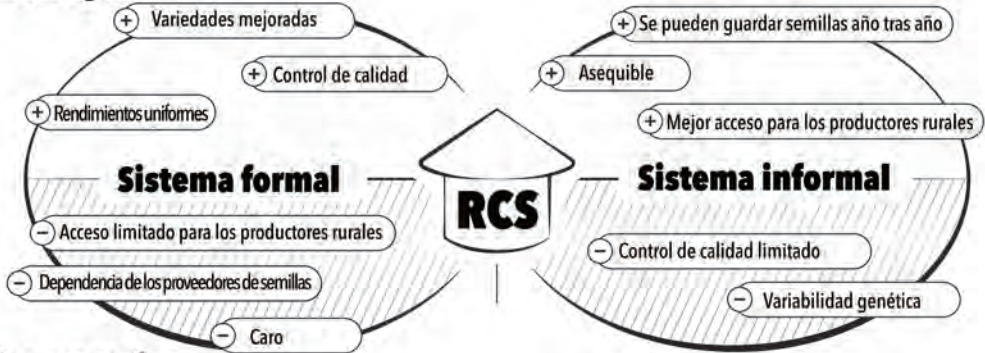 + Variedades mejoradas
+ Control de calidad
+ Rendimientos uniformes
Sistema formal
- Acceso limitado para los productores rurales
- Dependencia de los proveedores de semillas
- Caro
RCS
+ Se pueden guardar semillas año tras año
+ Asequible
+ Mejor acceso para los productores rurales
Sistema informal
- Control de calidad limitado
- Variabilidad genética